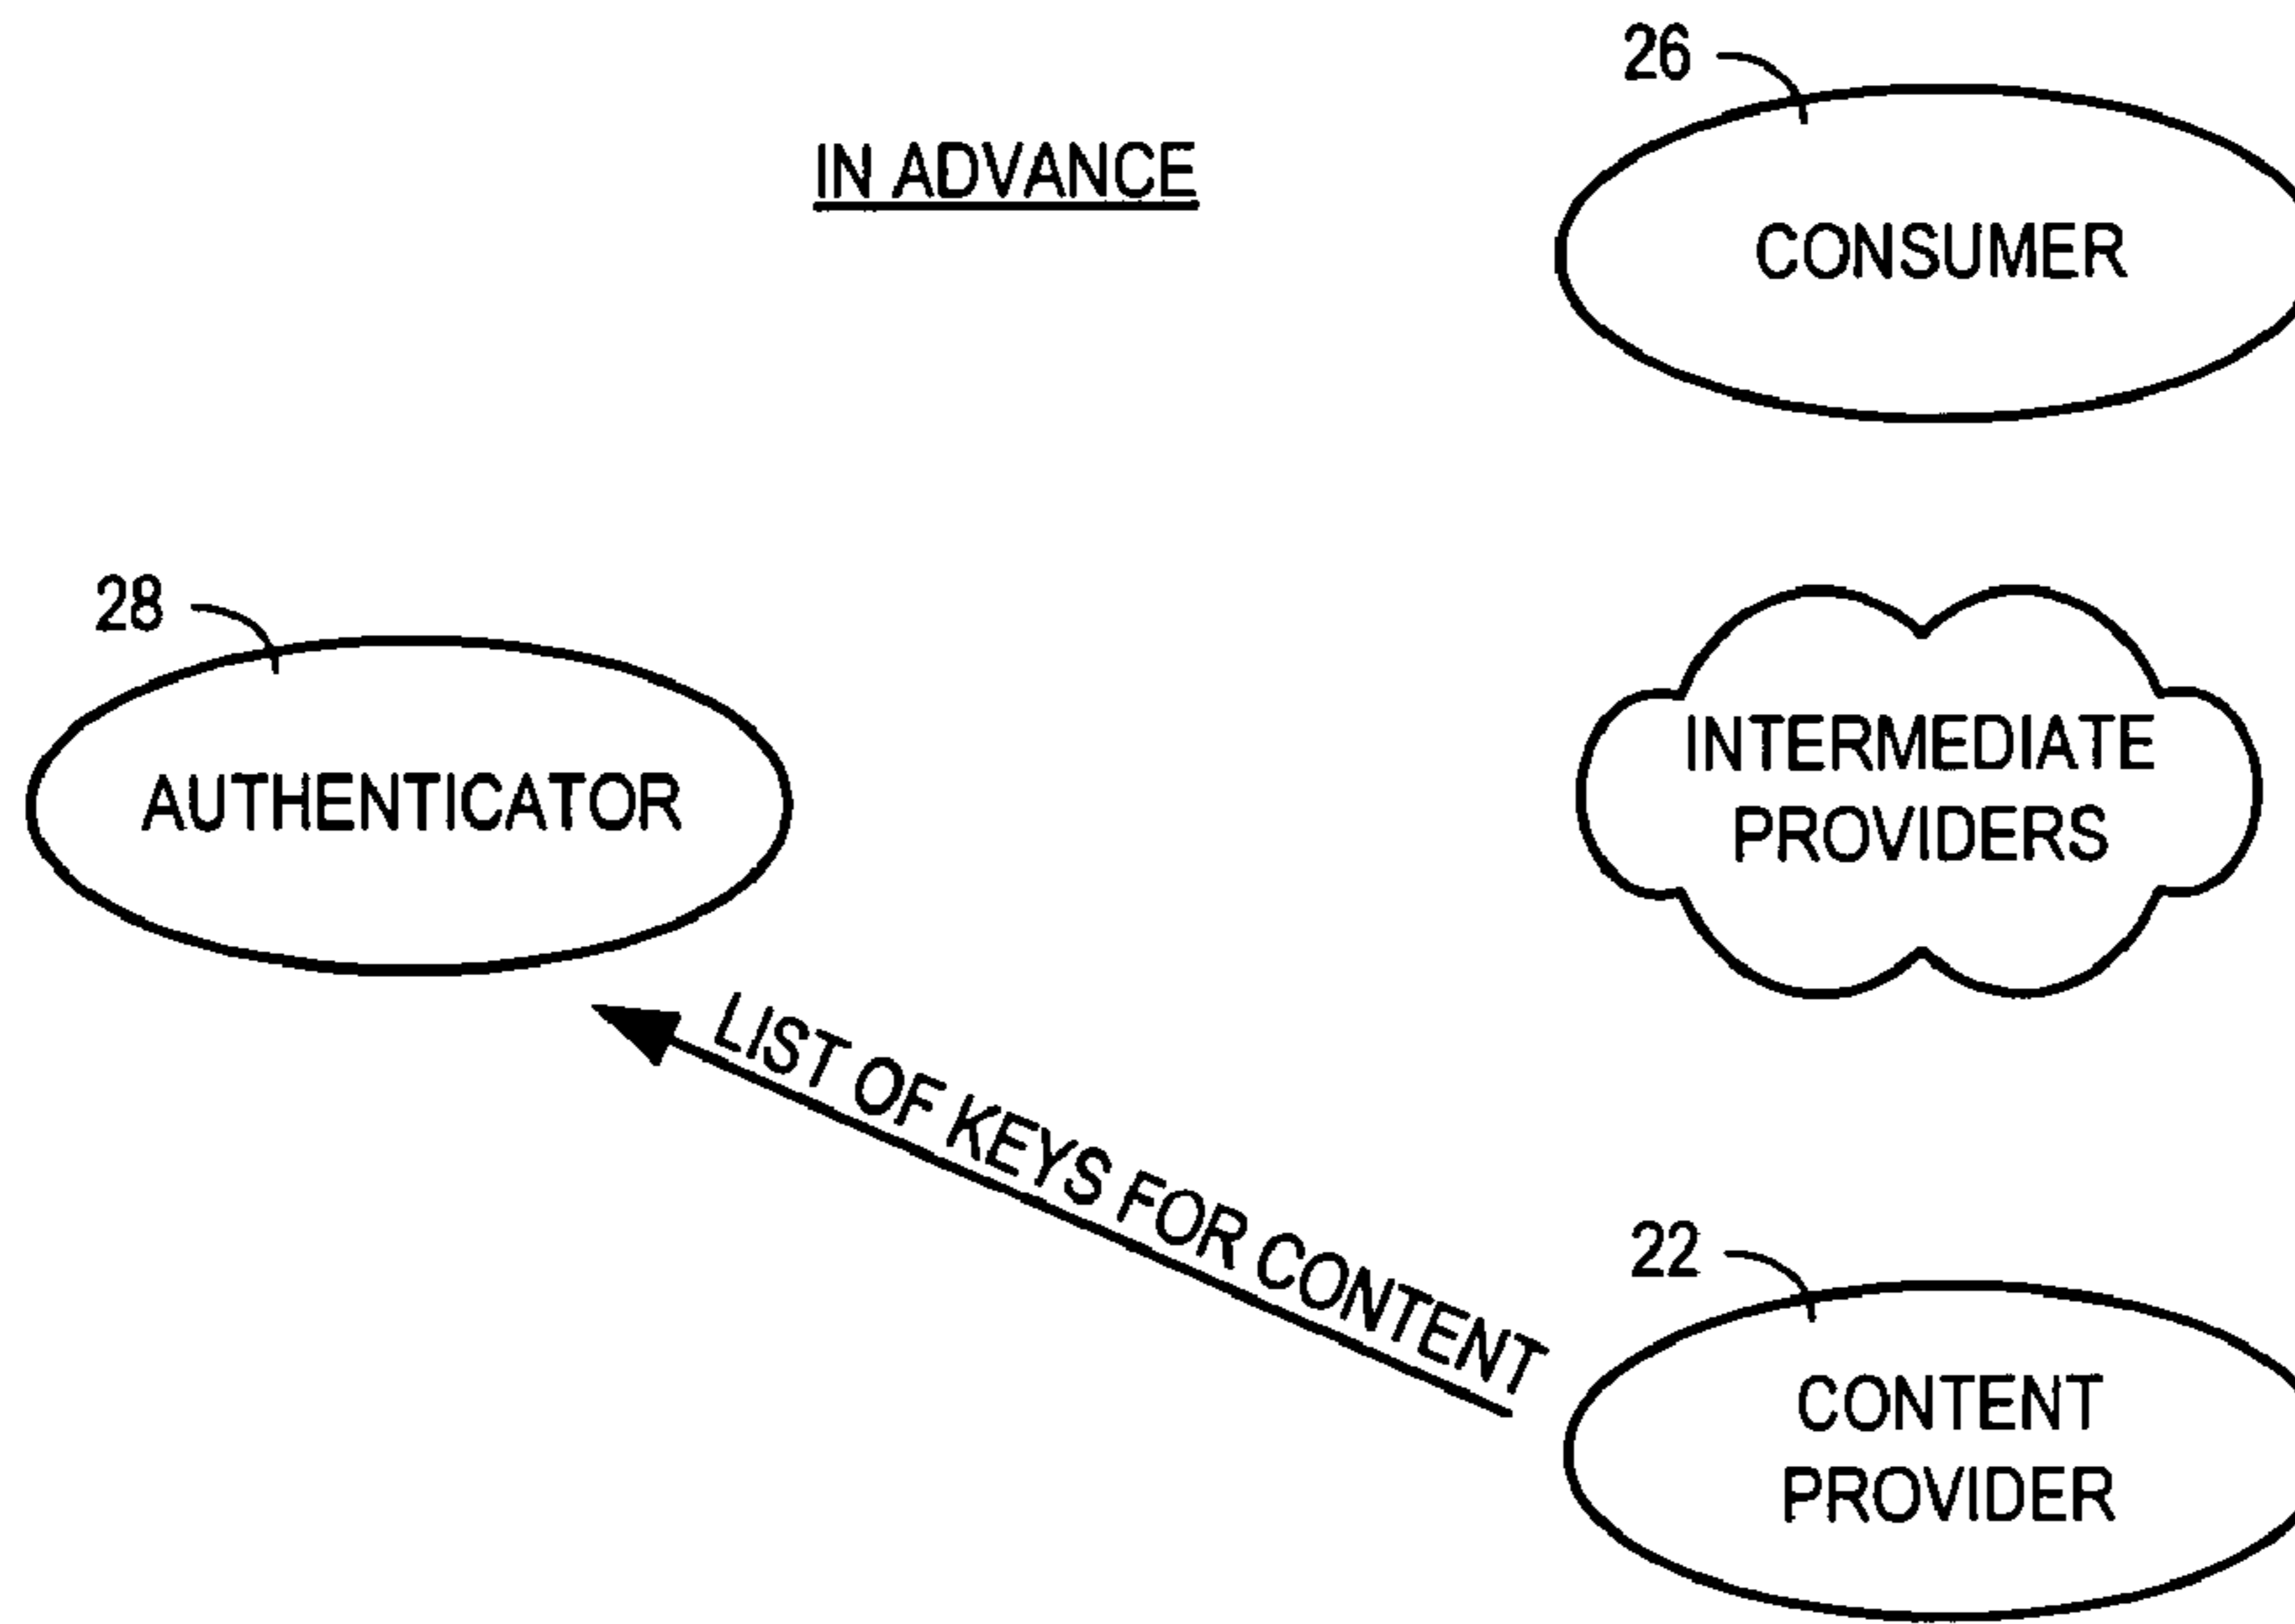 26
IN ADVANCE
CONSUMER
28
AUTHENTICATOR
INTERMEDIATE
PROVIDERS
LIST OF KEYS FOR CONTENT
22
CONTENT
PROVIDER